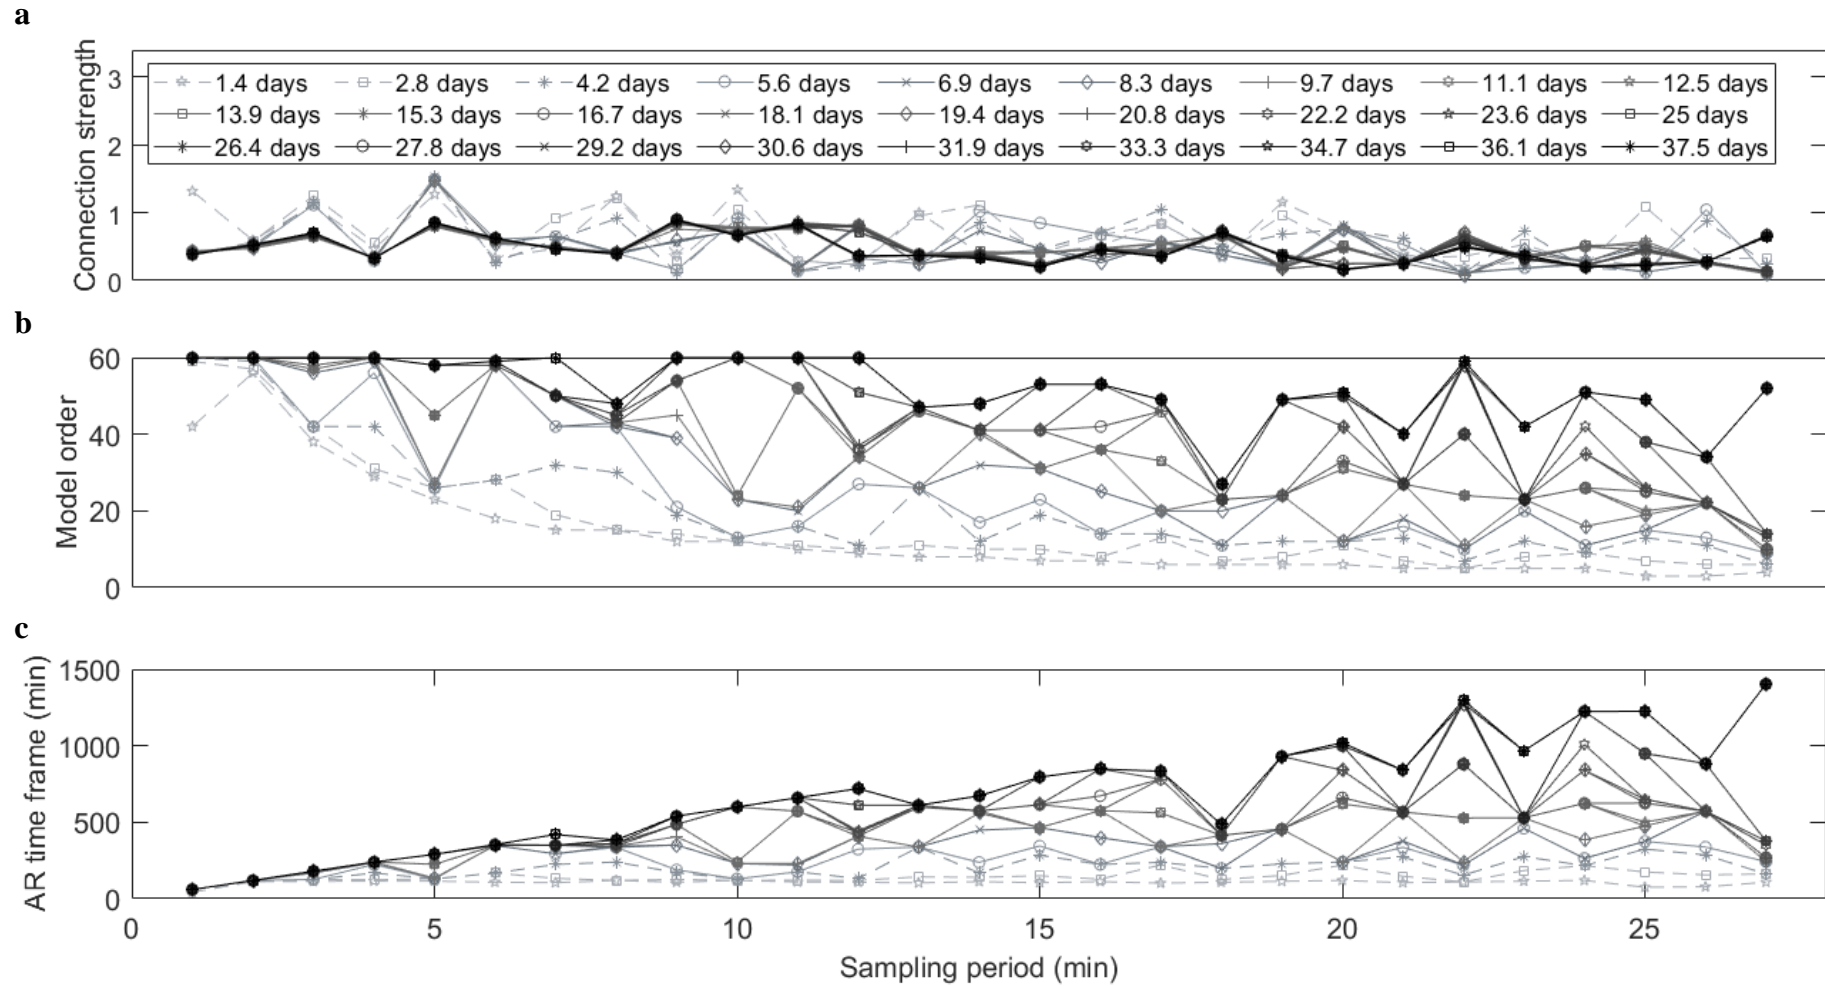 a
Connection strength
3
2
1
0
1.4 days 2.8 days 4.2 days 5.6 days 6.9 days 8.3 days 9.7 days 11.1 days 12.5 days
13.9 days 15.3 days 16.7 days 18.1 days 19.4 days 20.8 days 22.2 days 23.6 days 25 days
26.4 days 27.8 days 29.2 days 30.6 days 31.9 days 33.3 days 34.7 days 36.1 days 37.5 days
b
Model order
60
40
20
0
c
AR time frame (min)
1500
1000
500
0
0 5 10 15 20 25
Sampling period (min)